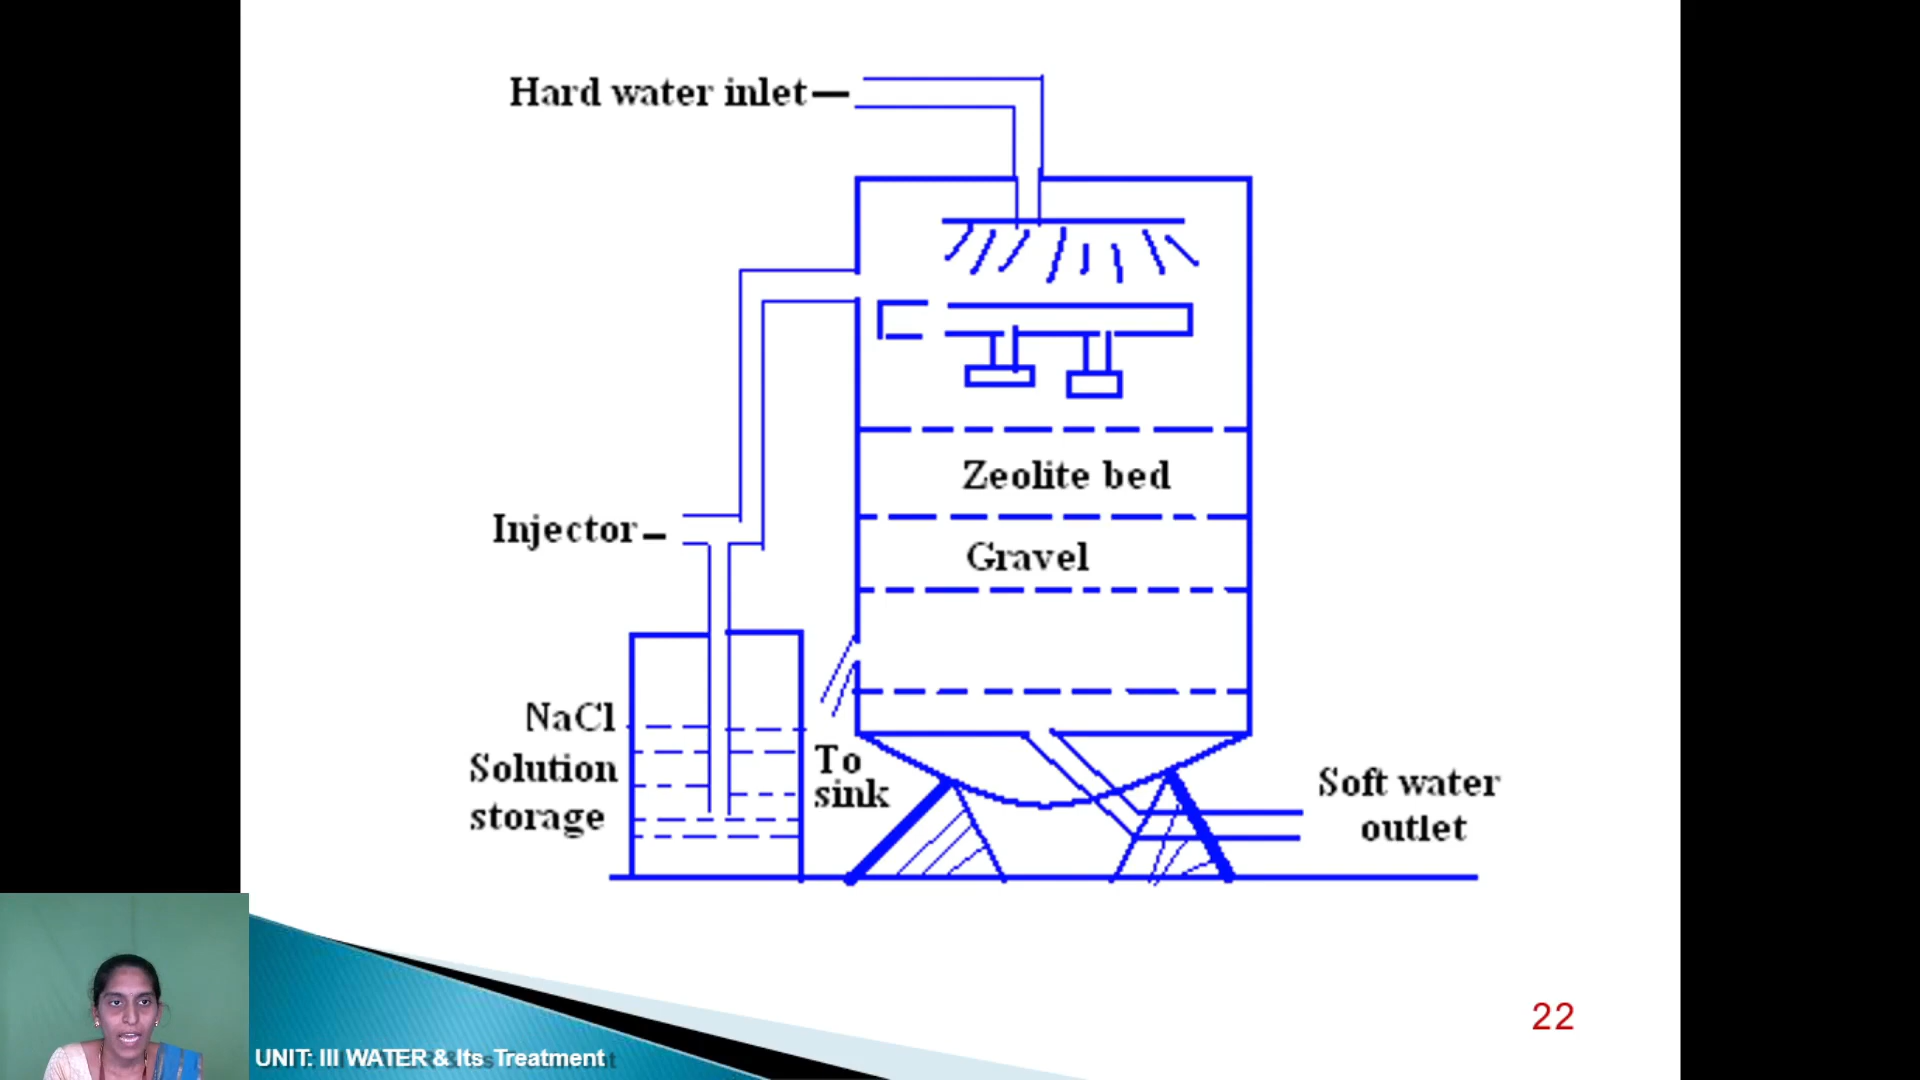 Hard water inlet
Zeolite bed
Injector
Gravel
NaCl
Solution
storage
To
sink
Soft water
outlet
22
UNIT: III WATER & Its Treatment